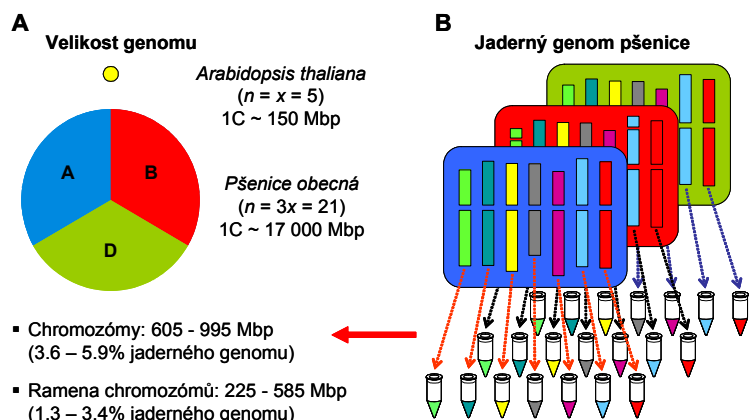 A
Velikost genomu
Arabidopsis thaliana
(n = x = 5)
1C ~ 150 Mbp
A
B
D
Pšenice obecná
(n = 3x = 21)
1C ~ 17 000 Mbp
▪ Chromozómy: 605 - 995 Mbp
(3.6 – 5.9% jaderného genomu)
▪ Ramena chromozómů: 225 - 585 Mbp
(1.3 – 3.4% jaderného genomu)
B
Jaderný genom pšenice